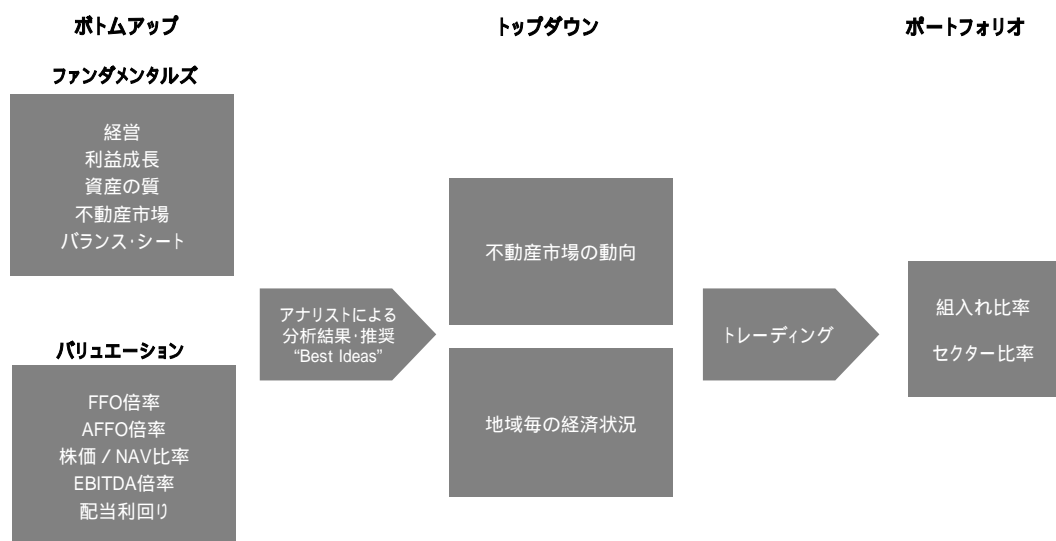 ボトムアップ
トップダウン
ポートフォリオ
ファンダメンタルズ
経営
利益成長
資産の質
不動産市場
バランス・シート
バリュエーション
FFO倍率
AFFO倍率
株価 / NAV比率
EBITDA倍率
配当利回り
アナリストによる
分析結果・推奨
“Best Ideas”
不動産市場の動向
地域毎の経済状況
トレーディング
組入れ比率
セクター比率